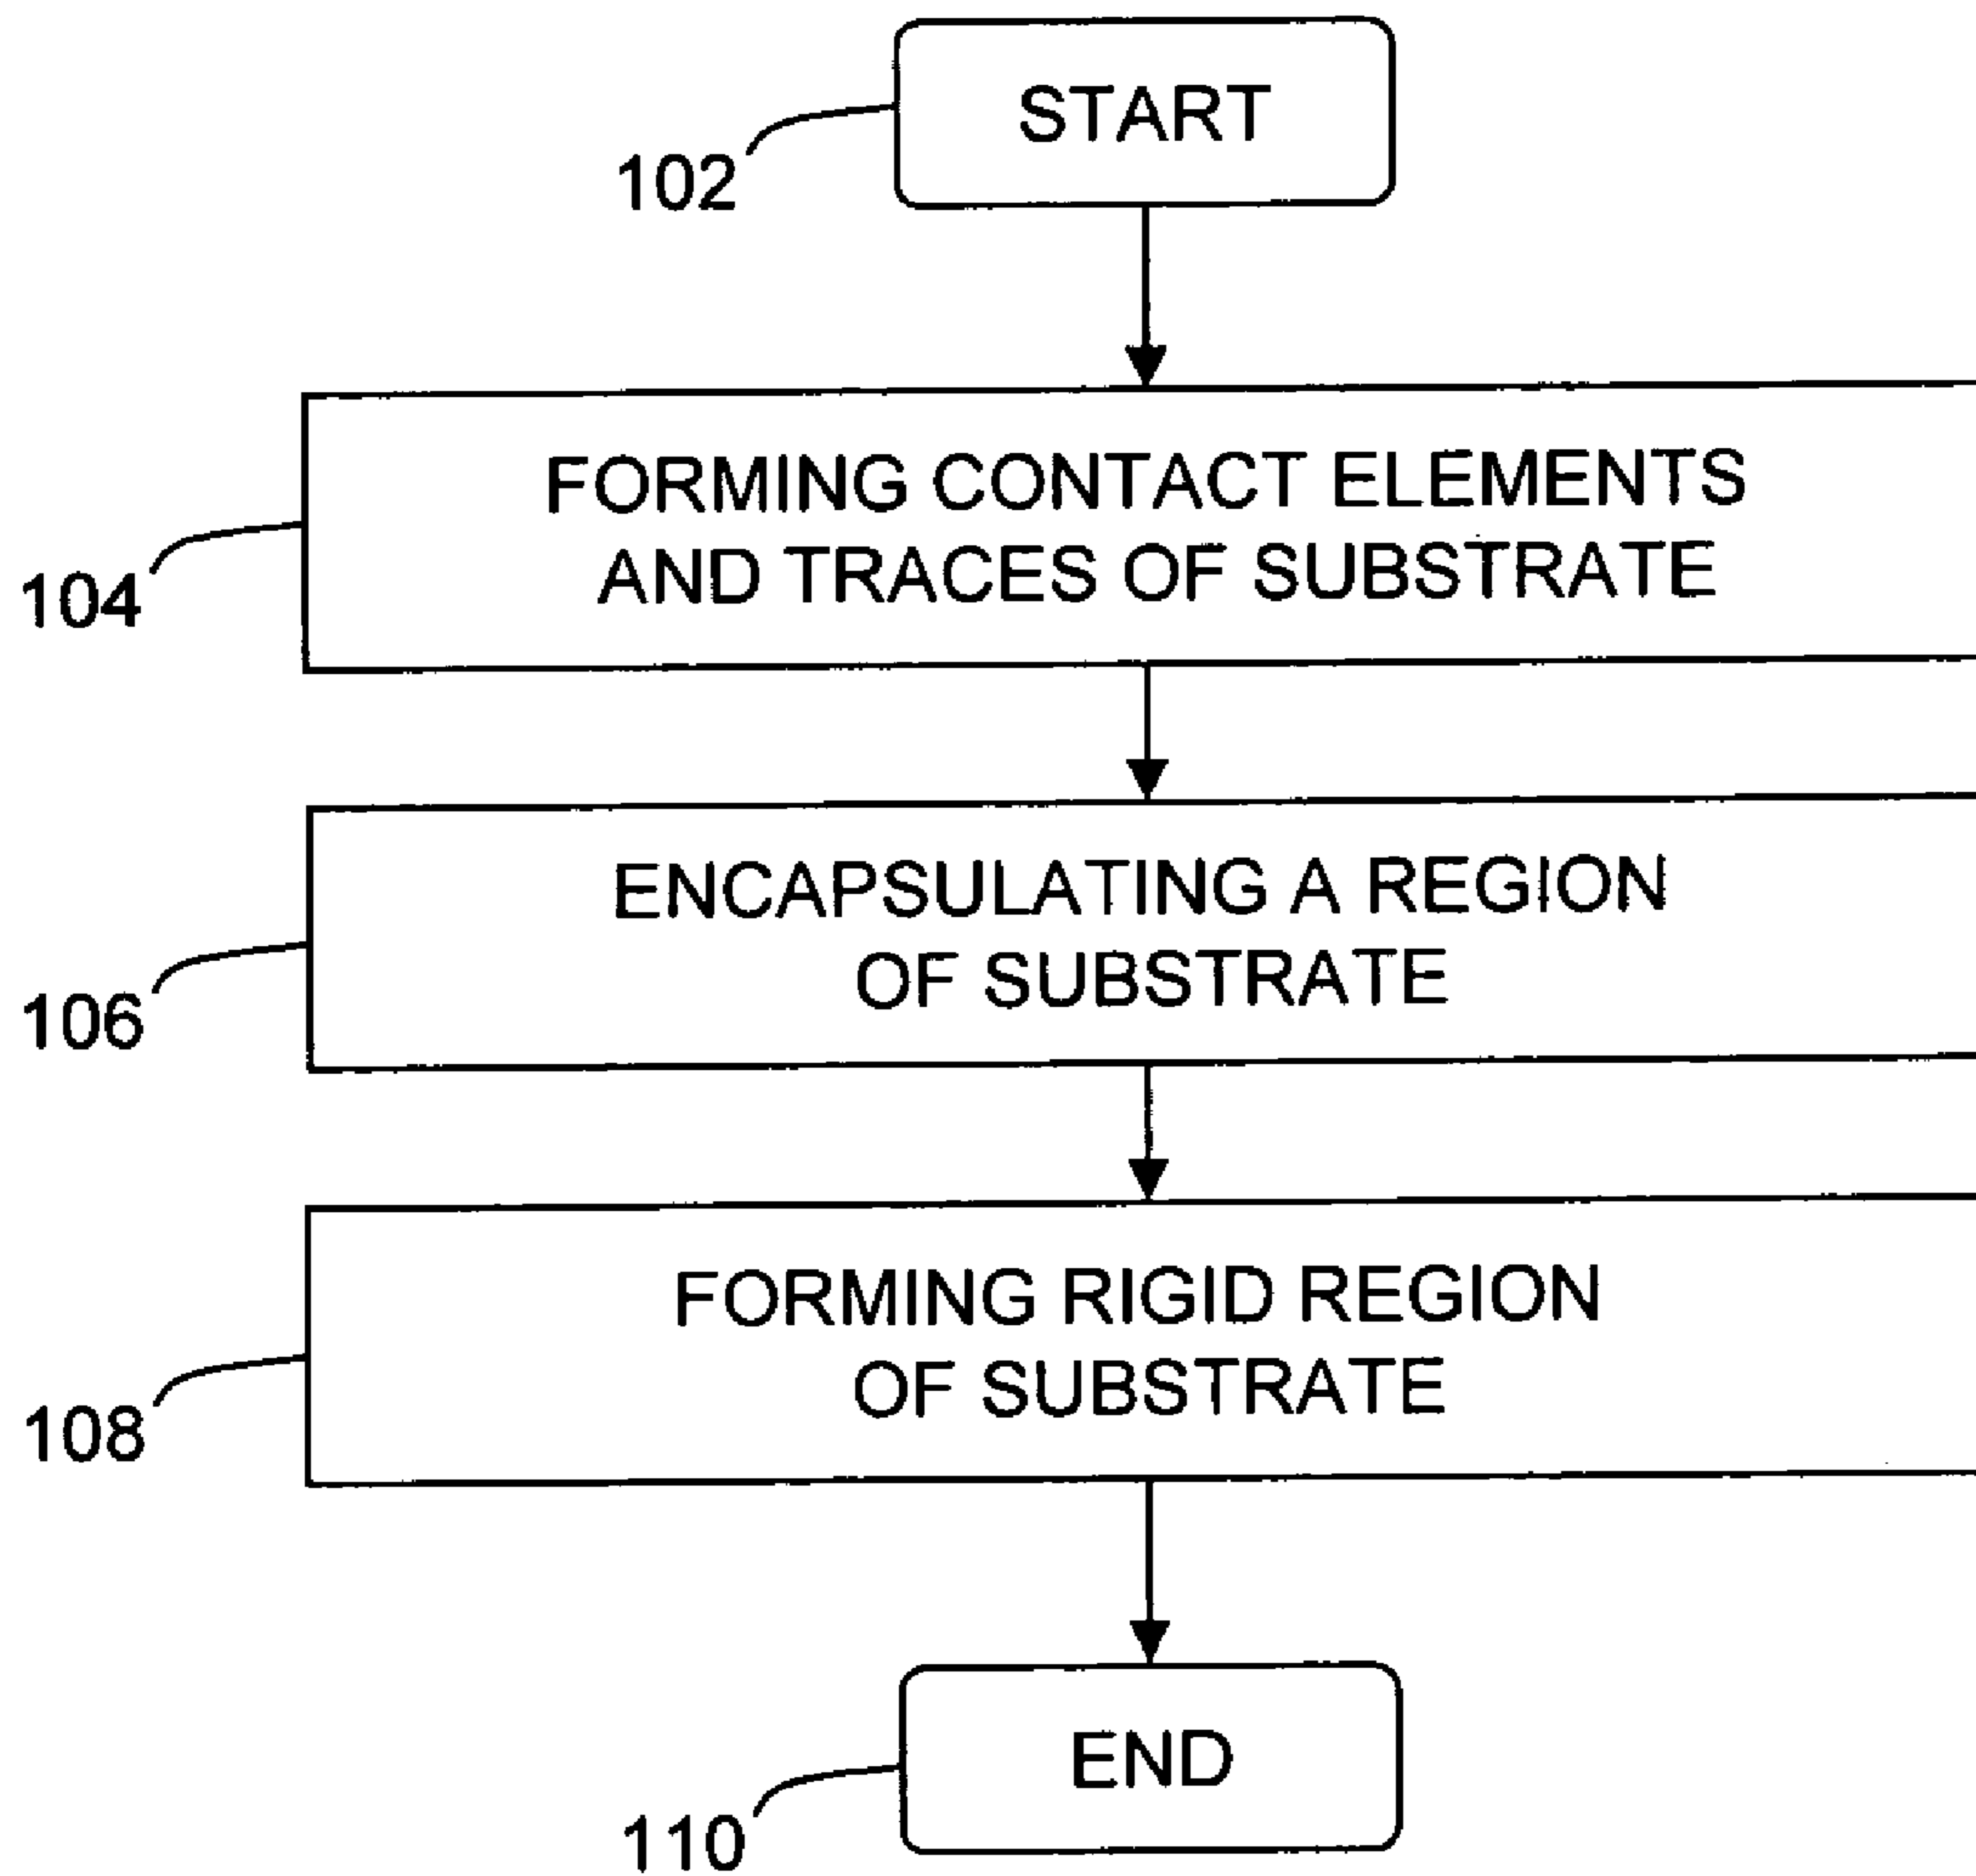 START
102
FORMING CONTACT ELEMENTS
AND TRACES OF SUBSTRATE
104
ENCAPSULATING A REGION
OF SUBSTRATE
106
FORMING RIGID REGION
OF SUBSTRATE
108
END
110